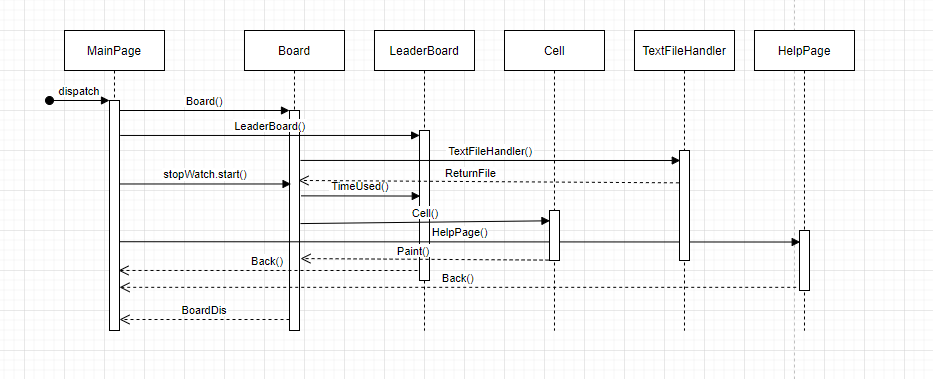 MainPage
Board
LeaderBoard
Cell
TextFileHandler
HelpPage
dispatch
Board()
LeaderBoard()
TextFileHandler()
ReturnFile
stopWatch.start()
TimeUsed()
Cell()
HelpPage()
Paint()
Back()
Back()
BoardDis